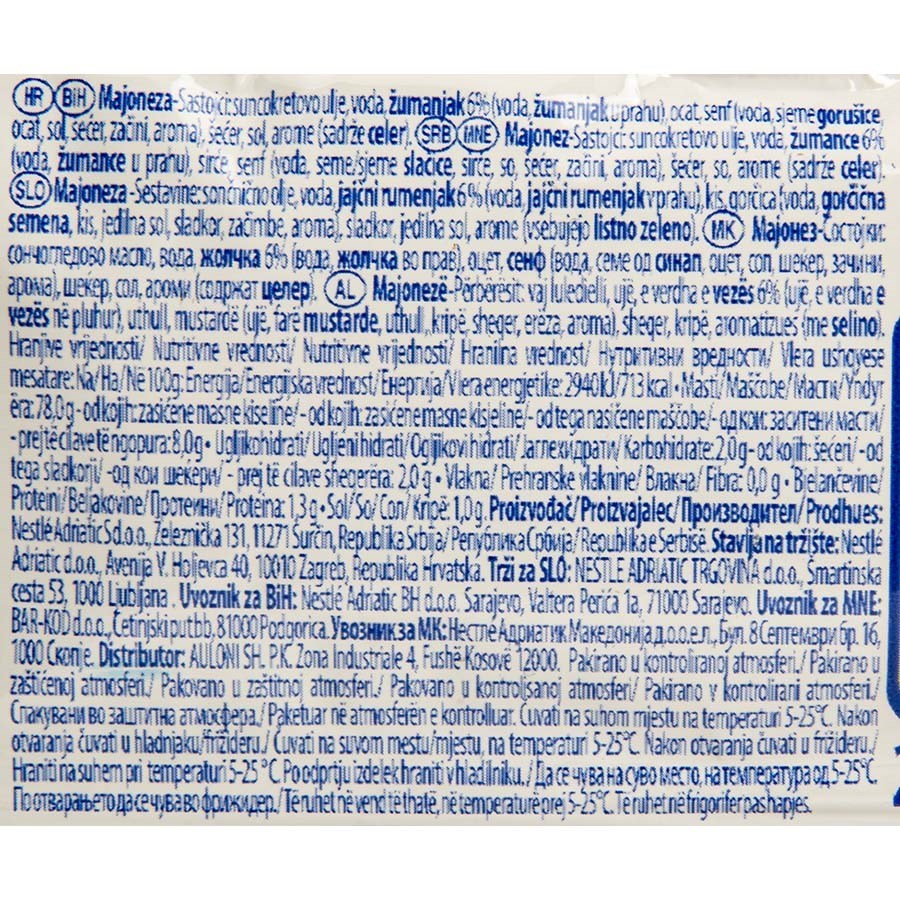 HR BiH Majoneza-Sastojci: suncokretovo ulje, voda, žumanjak 6% (voda, žumanjak u prahu), ocat, senf (voda, sjeme gorušice,
ocat, sol, šećer, začini, aroma), šećer, sol, arome (sadrže celer). SRB MNE Majonez-Sastojci: suncokretovo ulje, voda, žumance 6%
(voda, žumance u prahu), sirće, senf (voda, seme/sjeme slačice, sirće, so, šećer, začini, aroma), šećer, so, arome (sadrže celer).
SLO Majoneza -Sestavine: sončnično olje, voda, jajčni rumenjak 6% (voda, jajčni rumenjak v prahu), kis, gorčica (voda, gorčična
semena, kis, jedilna sol, sladkor, začimbe, aroma), sladkor, jedilna sol, arome (vsebujejo listno zeleno). MK Мајонез-Состојки:
сончогледово масло, вода, жолчка 6% (вода, жолчка во прав), оцет, сенф (вода, семе од синап, оцет, сол, шеќер, зачини,
арома), шеќер, сол, ароми (содржат целер). AL Majonezë-Përbërësit: vaj luledielli, ujë, e verdha e vezës 6% (ujë, e verdha e
vezës në pluhur), uthull, mustardë (ujë, farë mustarde, uthull, kripë, sheqer, erëza, aroma), sheqer, kripë, aromatizues (me selino).
Hranjive vrijednosti/ Nutritivne vrednosti/ Nutritivne vrijednosti/ Hranilna vrednost/ Нутритивни вредности/ Vlera ushqyese
mesatare: Na/На/Në 100g: Energija/Energijska vrednost/Енергија/Vlera energjetike: 2940kJ/713 kcal • Masti/Maščobe/Масти/Yndyr
ëra: 78,0g - od kojih: zasićene masne kiseline/ - od kojih: zasićene masne kisjeline/ - od tega nasičene maščobe/ - од кои: заситени масти/
- prej të cilave të ngopura: 8,0g • Ugljikohidrati/ Ugljeni hidrati/ Ogljikovi hidrati/ Јаглехидрати/ Karbohidrate: 2,0g - od kojih: šećeri/ - od
tega sladkorji/ -од кои шеќери/ - prej të cilave sheqerëra: 2,0g • Vlakna/ Prehranske vlaknine/ Влакна/ Fibra: 0,0 g • Bjelančevine/
Proteini/ Beljakovine/ Протеини/ Proteina: 1,3g • Sol/ So/ Сол/ Kripë: 1,0g. Proizvođač/ Proizvajalec/ Производител/ Prodhues:
Nestlé Adriatic S d.o.o., Železnička 131, 11271 Surčin, Republika Srbija/ Република Србија/ Republika e Serbisë. Stavlja na tržište: Nestlé
Adriatic d.o.o., Avenija V. Holjevca 40, 10010 Zagreb, Republika Hrvatska. Trži za SLO: NESTLE ADRIATIC TRGOVINA d.o.o., Šmartinska
cesta 53, 1000 Ljubljana . Uvoznik za BiH: Nestlé Adriatic BH d.o.o. Sarajevo, Valtera Perića 1a, 71000 Sarajevo. Uvoznik za MNE:
BAR-KOD d.o.o., Cetinjski put bb, 81000 Podgorica. Увозник за МК: Нестле Адриатик Македонија д.о.о.е.л., Бул. 8 Септември бр. 16,
1000 Скопје. Distributor: AULONI SH. P.K. Zona Industriale 4, Fushë Kosovë 12000. Pakirano u kontroliranoj atmosferi./ Pakirano u
zaštićenoj atmosferi./ Pakovano u zaštitnoj atmosferi./ Pakovano u kontrolisanoj atmosferi/ Pakirano v kontrolirani atmosferi./
Спакувани во заштитна атмосфера./ Paketuar në atmosferën e kontrolluar. Čuvati na suhom mjestu na temperaturi 5-25°C. Nakon
otvaranja čuvati u hladnjaku/frižideru./ Čuvati na suvom mestu/mjestu, na temperaturi 5-25°C. Nakon otvaranja čuvati u frižideru./
Hraniti na suhem pri temperaturi 5-25 °C. Po odprtju izdelek hraniti v hladilniku./ Да се чува на суво место, на температура од 5-25°C.
По отварањето да се чува во фрижидер./ Të ruhet në vend të thatë, në temperaturë prej 5-25°C. Të ruhet në frigorifer pas hapjes.